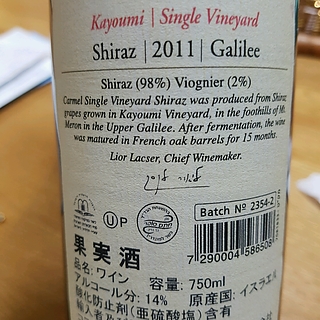 Kayoumi | Single Vineyard
Shiraz | 2011 | Galilee
Shiraz (98%) Viognier (2%)
Carmel Single Vineyard Shiraz was produced from Shiraz
grapes grown in Kayoumi Vineyard, in the foothills of Mt.
Meron in the Upper Galilee. After fermentation, the wine
was matured in French oak barrels for 15 months.
Lior Lacser, Chief Winemaker.
U P
Batch Nº 2354-2
7 290004 586508
果実酒
品名:ワイン 容量:750ml
アルコール分:14% 原産国:イスラエル
酸化防止剤(亜硫酸塩)含有